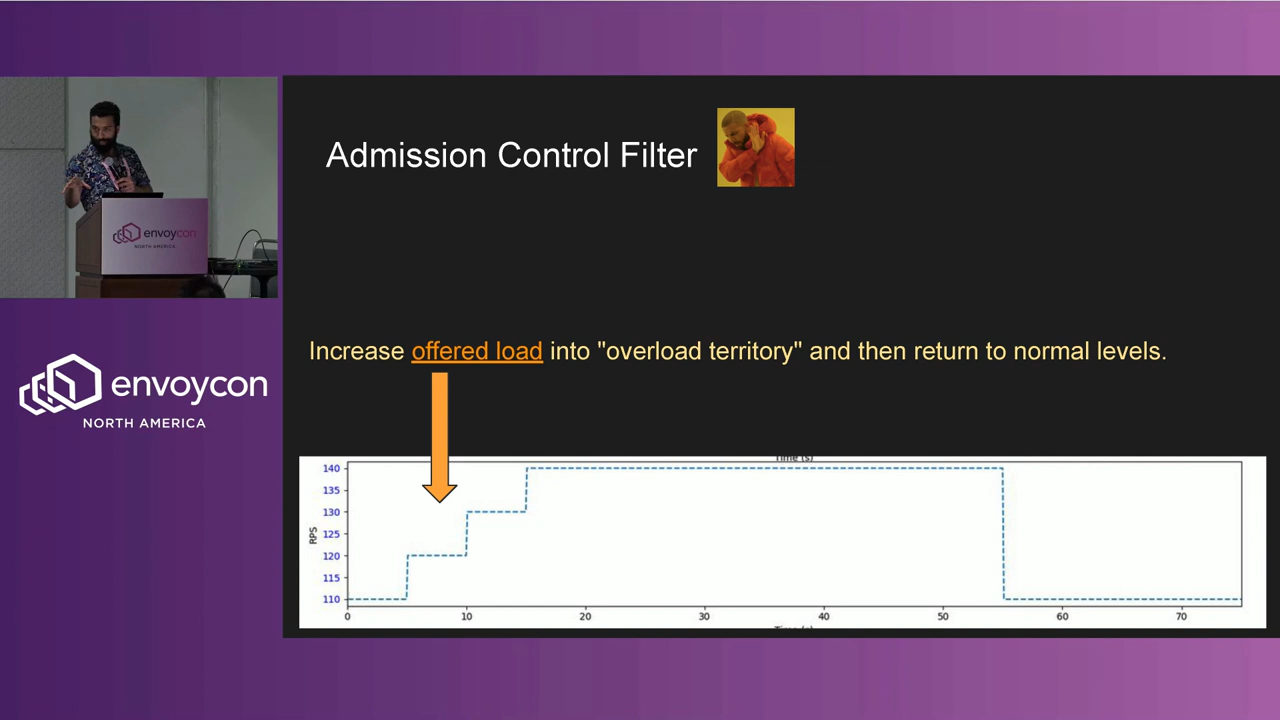 Admission Control Filter
envoycon
NORTH AMERICA
Increase offered load into "overload territory" and then return to normal levels.
envoycon
NORTH AMERICA
Time (s)
140
135
130
125
120
115
110
RPS
0 10 20 30 40 50 60 70